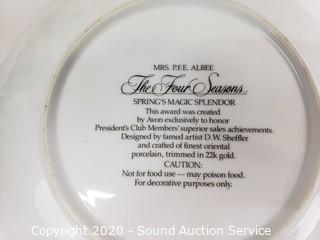 MRS. P.F.E. ALBEE
The Four Seasons
SPRING'S MAGIC SPLENDOR
This award was created
by Avon exclusively to honor
President's Club Members' superior sales achievements.
Designed by famed artist D.W. Sheffler
and crafted of finest oriental
porcelain, trimmed in 22k gold.
CAUTION:
Not for food use — may poison food.
For decorative purposes only.
Copyright 2020 - Sound Auction Service